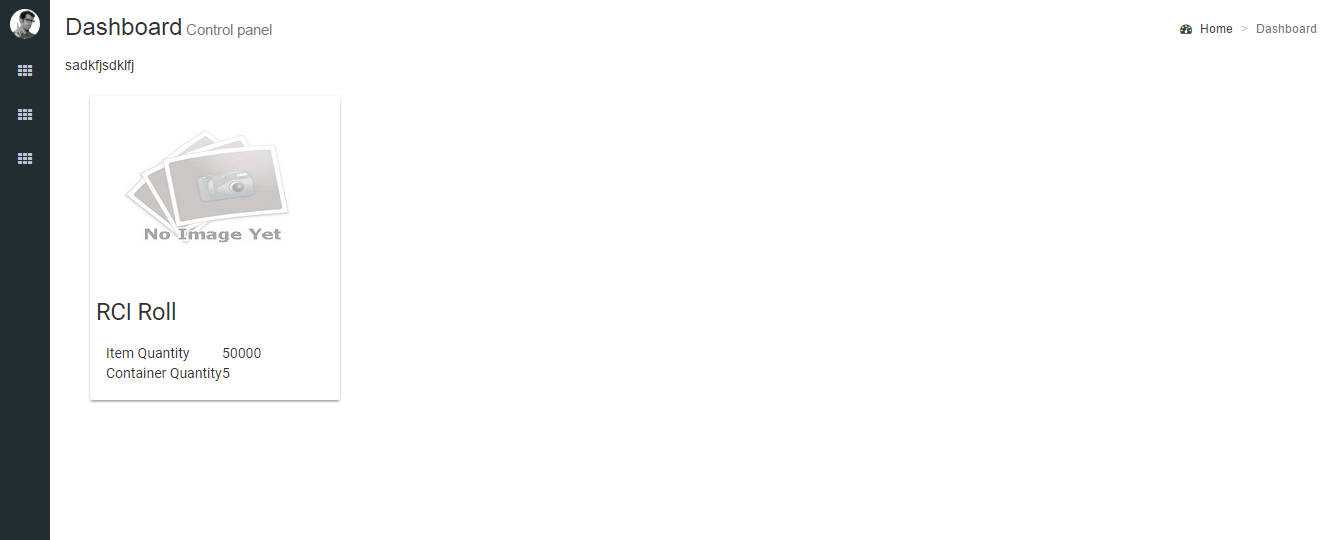 Dashboard Control panel
Home > Dashboard
sadkfjsdklfj
No Image Yet
RCI Roll
Item Quantity 50000
Container Quantity5